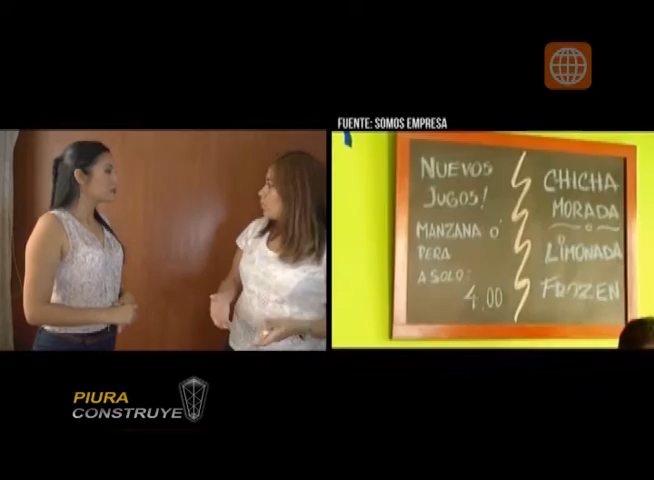 FUENTE: SOMOS EMPRESA
NUEVOS
JUGOS!
MANZANA Ó
PERA
A SOLO:
4.00
CHICHA
MORADA
o
LIMONADA
FROZEN
PIURA
CONSTRUYE